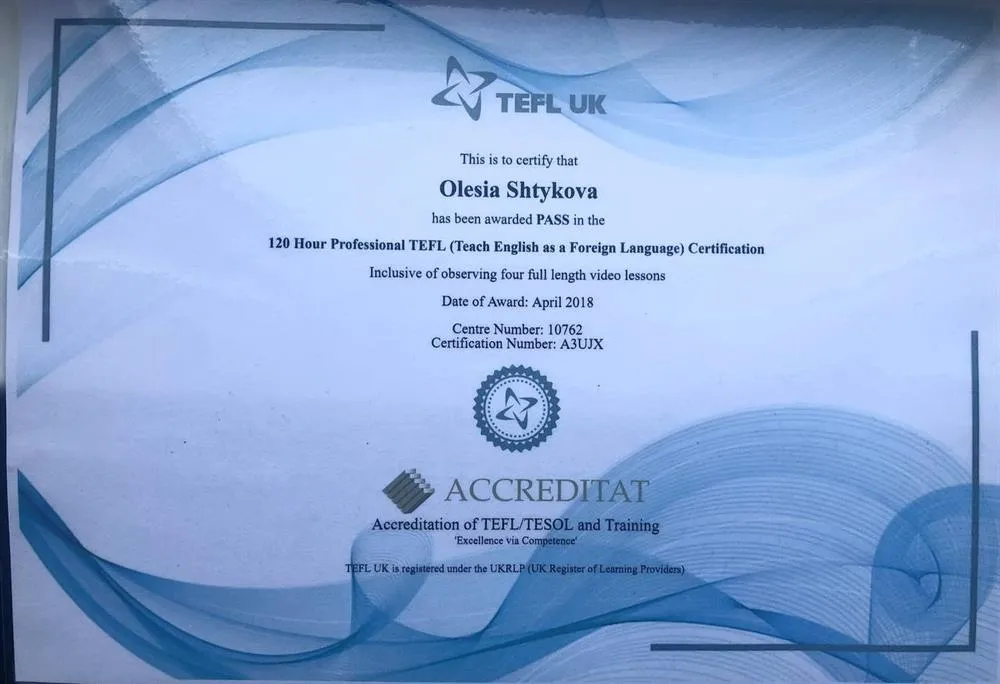 TEFL UK
This is to certify that
Olesia Shtykova
has been awarded PASS in the
120 Hour Professional TEFL (Teach English as a Foreign Language) Certification
Inclusive of observing four full length video lessons
Date of Award: April 2018
Centre Number: 10762
Certification Number: A3UJX
ACCREDITAT
Accreditation of TEFL/TESOL and Training
'Excellence via Competence'
TEFL UK is registered under the UKRLP (UK Register of Learning Providers)